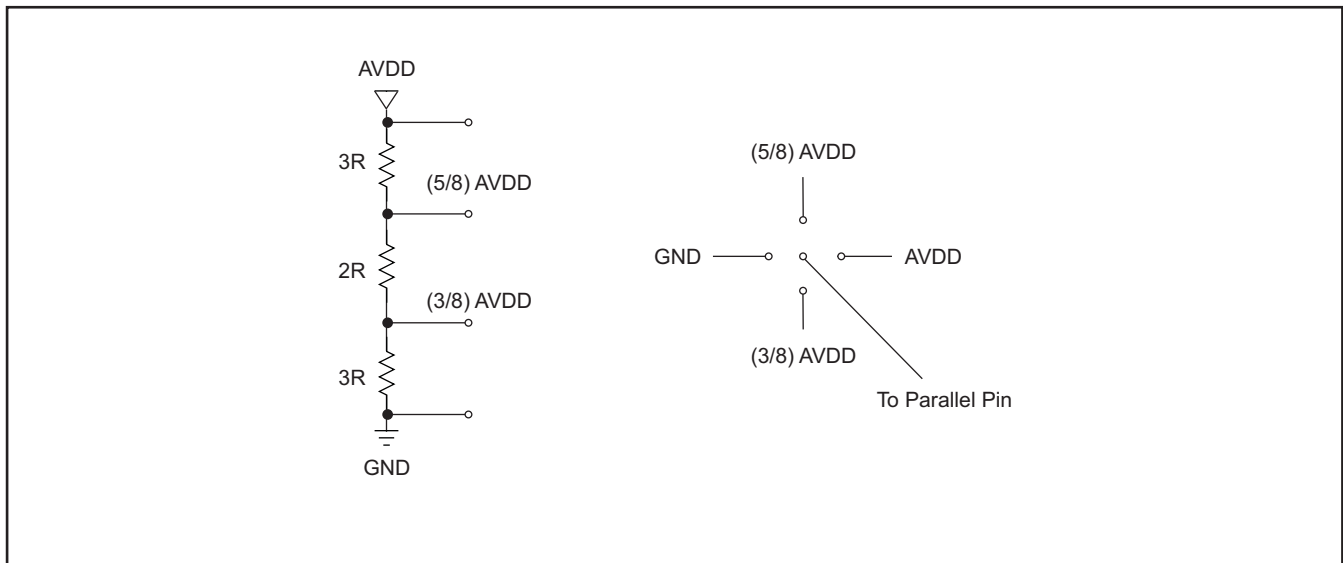 AVDD
3R
(5/8) AVDD
2R
(3/8) AVDD
3R
GND
(5/8) AVDD
GND
AVDD
(3/8) AVDD
To Parallel Pin